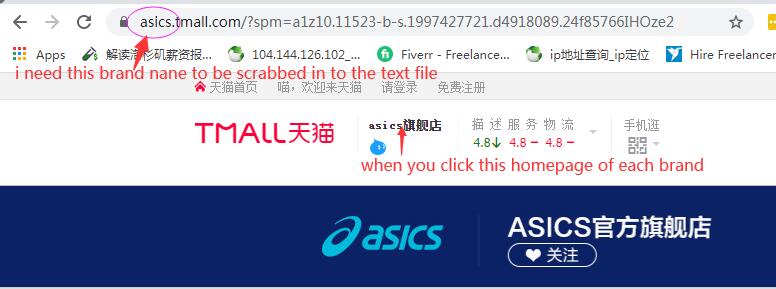 asics.tmall.com/?spm=a1z10.11523-b-s.1997427721.d4918089.24f85766IHOze2
Apps 解读洛杉矶薪资报... 104.144.126.102_... Fiverr - Freelance... ip地址查询_ip定位 Hire Freelancers
i need this brand nane to be scrabbed in to the text file
天猫首页 喵，欢迎来天猫 请登录 免费注册
TMALL天猫 asics旗舰店 描述 服务 物流 手机逛
4.8 4.8 4.8
when you click this homepage of each brand
asics ASICS官方旗舰店
关注